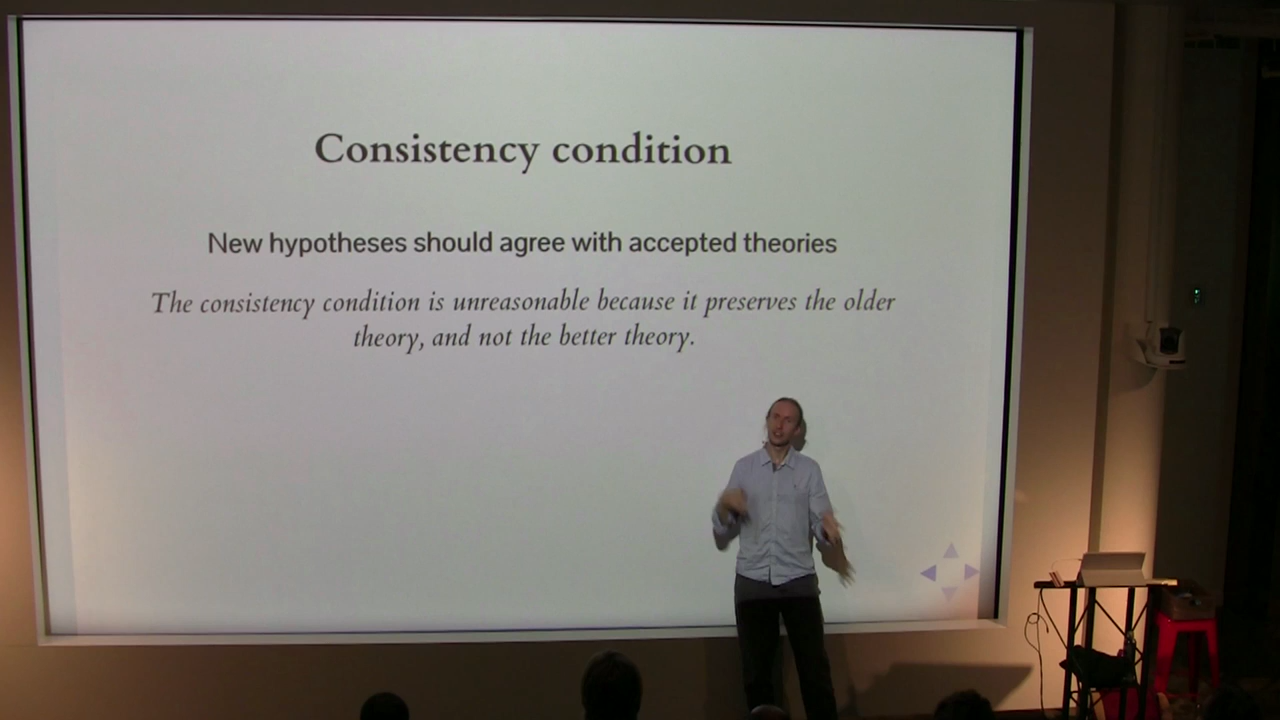 Consistency condition
New hypotheses should agree with accepted theories
The consistency condition is unreasonable because it preserves the older
theory, and not the better theory.